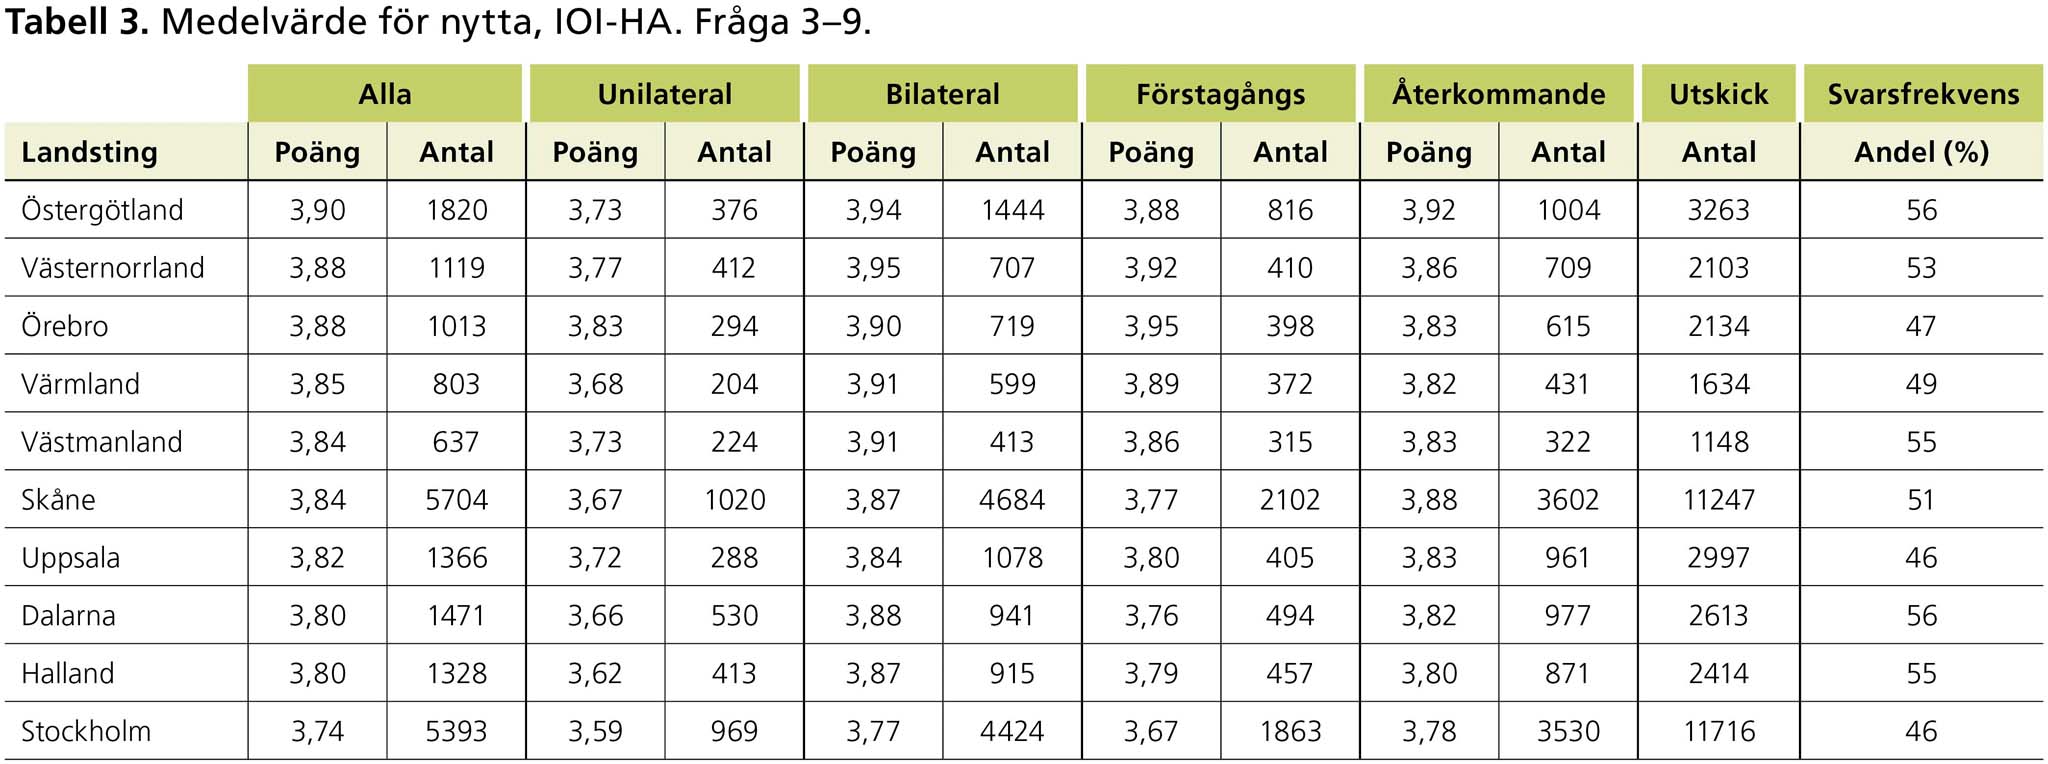 Tabell 3. Medelvärde för nytta, IOI-HA. Fråga 3–9.
Alla Unilateral Bilateral Förstagångs Återkommande Utskick Svarsfrekvens
Landsting Poäng Antal Poäng Antal Poäng Antal Poäng Antal Poäng Antal Antal Andel (%)
Östergötland 3,90 1820 3,73 376 3,94 1444 3,88 816 3,92 1004 3263 56
Västernorrland 3,88 1119 3,77 412 3,95 707 3,92 410 3,86 709 2103 53
Örebro 3,88 1013 3,83 294 3,90 719 3,95 398 3,83 615 2134 47
Värmland 3,85 803 3,68 204 3,91 599 3,89 372 3,82 431 1634 49
Västmanland 3,84 637 3,73 224 3,91 413 3,86 315 3,83 322 1148 55
Skåne 3,84 5704 3,67 1020 3,87 4684 3,77 2102 3,88 3602 11247 51
Uppsala 3,82 1366 3,72 288 3,84 1078 3,80 405 3,83 961 2997 46
Dalarna 3,80 1471 3,66 530 3,88 941 3,76 494 3,82 977 2613 56
Halland 3,80 1328 3,62 413 3,87 915 3,79 457 3,80 871 2414 55
Stockholm 3,74 5393 3,59 969 3,77 4424 3,67 1863 3,78 3530 11716 46